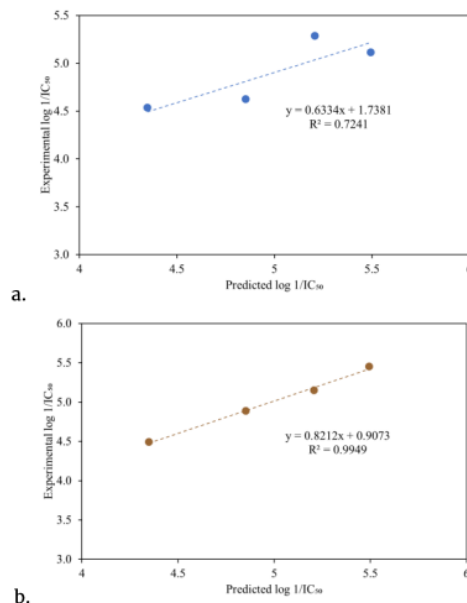 5.5
5.0
4.5
4.0
3.5
3.0
Experimental log 1/IC₅₀
y = 0.6334x + 1.7381
R² = 0.7241
4 4.5 5 5.5 6
Predicted log 1/IC₅₀
a.
6.0
5.5
5.0
4.5
4.0
3.5
3.0
Experimental log 1/IC₅₀
y = 0.8212x + 0.9073
R² = 0.9949
4 4.5 5 5.5 6
Predicted log 1/IC₅₀
b.